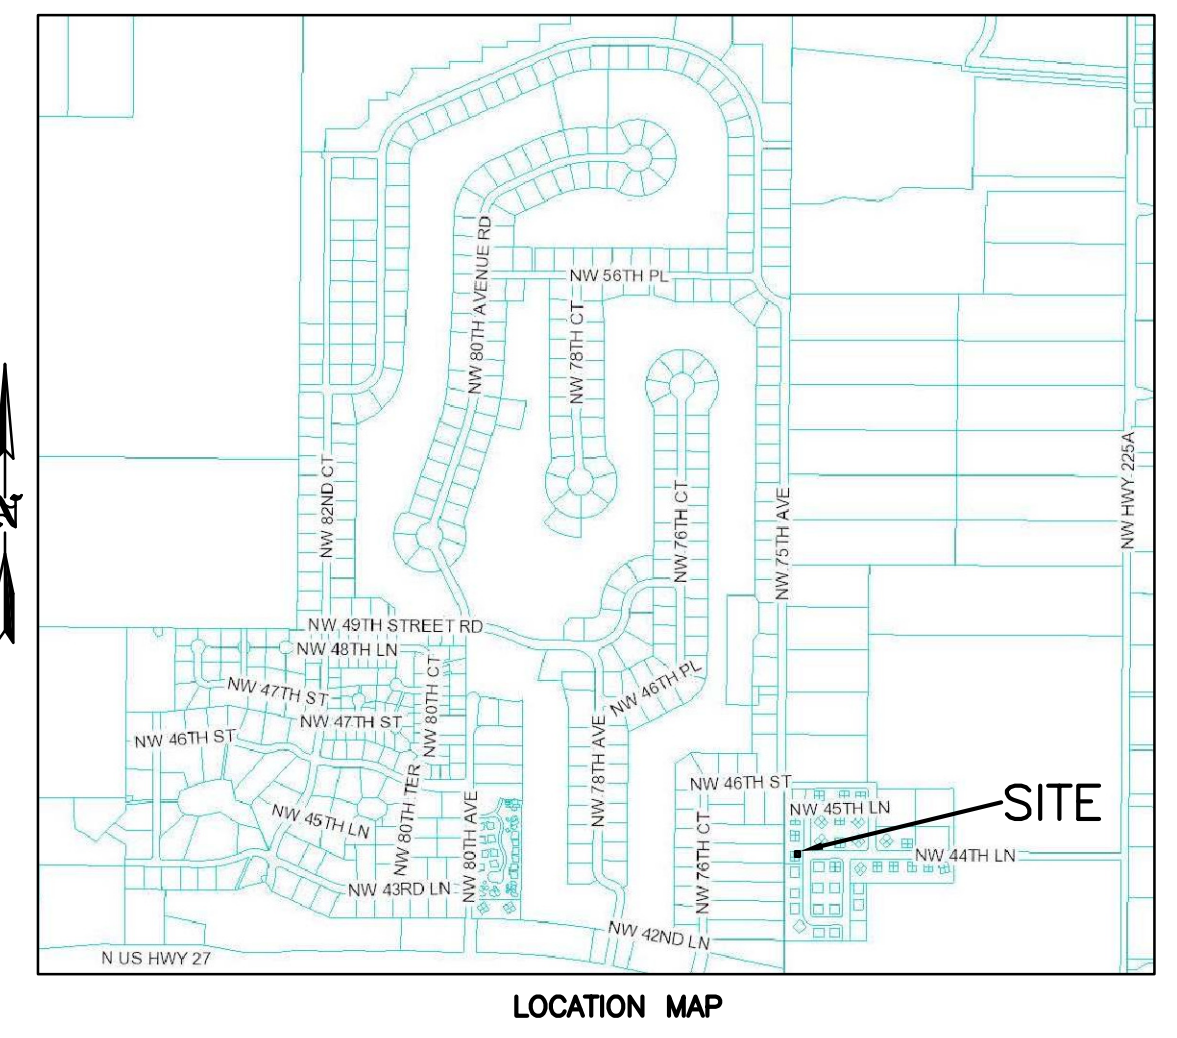 NW 80TH AVENUE RD
NW 56TH PL
NW 78TH CT
NW HWY 225A
NW 82ND CT
NW 76TH CT
NW 75TH AVE
NW 49TH STREET RD
NW 48TH LN
NW 80TH CT
NW 46TH PL
NW 47TH ST
NW 47TH ST
NW 46TH ST
NW 78TH AVE
NW 80TH TER
NW 46TH ST
NW 45TH LN
SITE
NW 45TH LN
NW 80TH AVE
NW 76TH CT
NW 44TH LN
NW 43RD LN
NW 42ND LN
N US HWY 27
LOCATION MAP